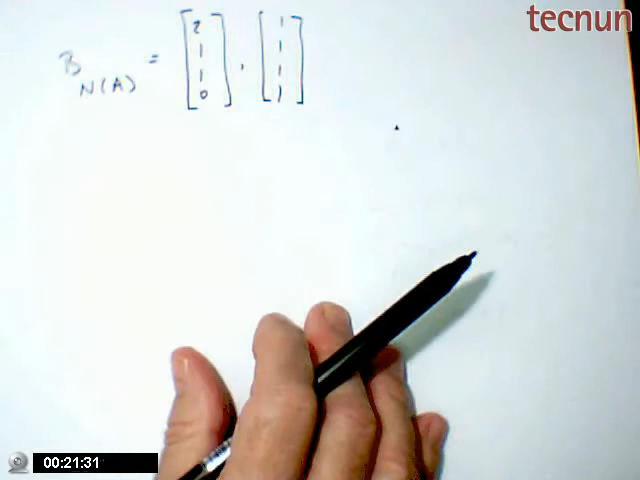 tecnun
B N(A) = [2 1 1 0] , [1 1 1 1]
00:21:31